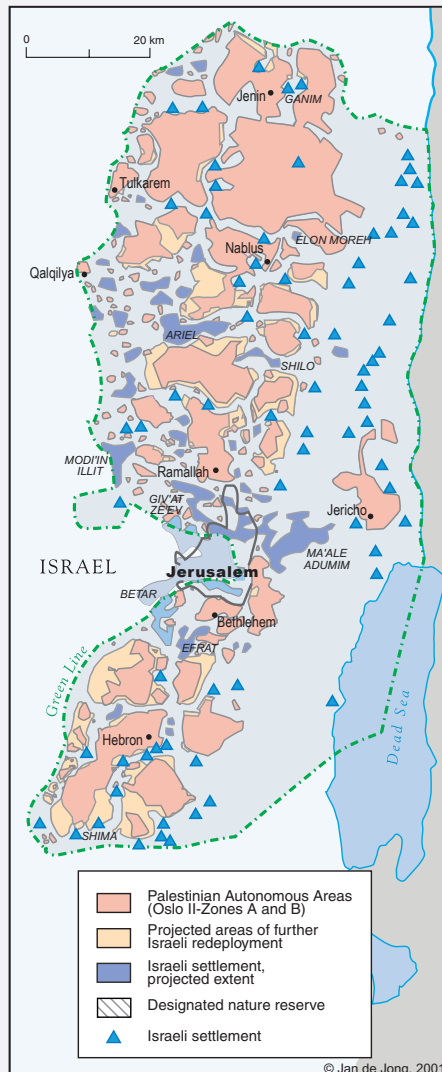 0 20 km
Jenin
GANIM
Tulkarem
Nablus
ELON MOREH
Qalqilya
ARIEL
SHILO
MODI'IN
ILLIT
Ramallah
GIV'AT
ZE'EV
Jericho
MA'ALE
ADUMIM
ISRAEL
Jerusalem
BETAR
Bethlehem
EFRAT
Green Line
Dead Sea
Hebron
SHIMA
Palestinian Autonomous Areas
(Oslo II-Zones A and B)
Projected areas of further
Israeli redeployment
Israeli settlement,
projected extent
Designated nature reserve
Israeli settlement
© Jan de Jong, 2001